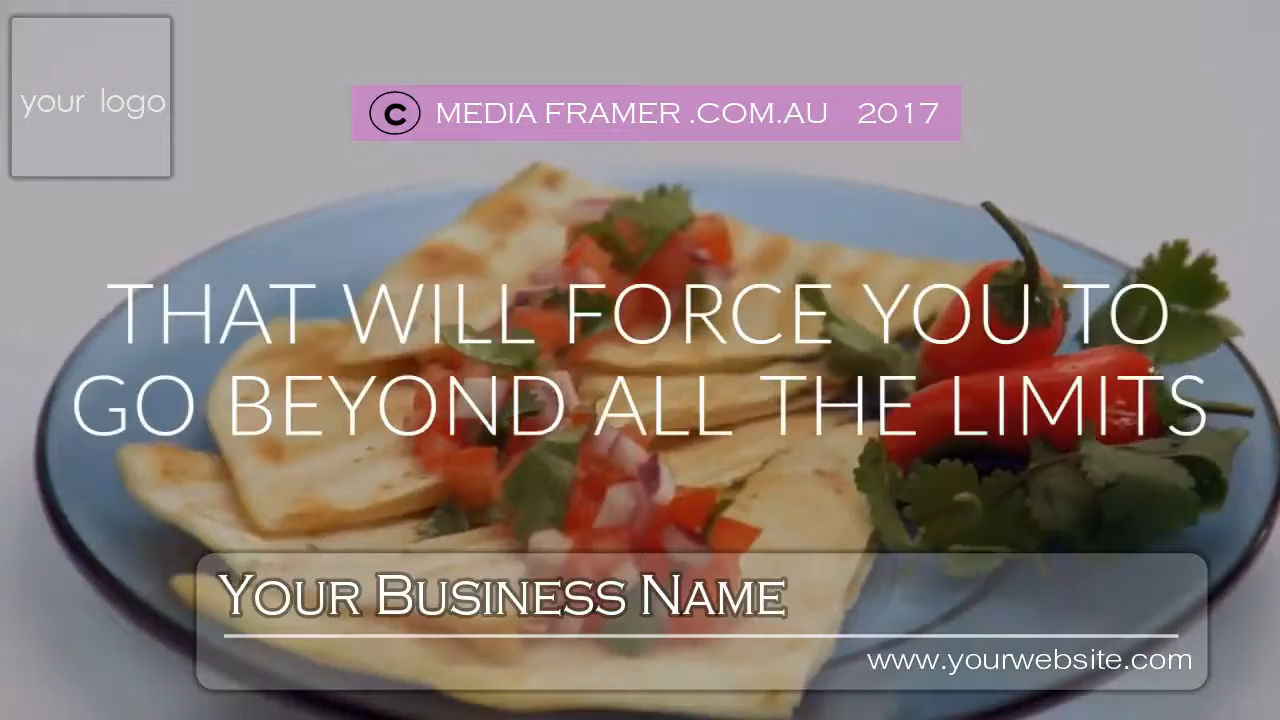 your logo
© MEDIA FRAMER .COM.AU 2017
THAT WILL FORCE YOU TO
GO BEYOND ALL THE LIMITS
YOUR BUSINESS NAME
www.yourwebsite.com